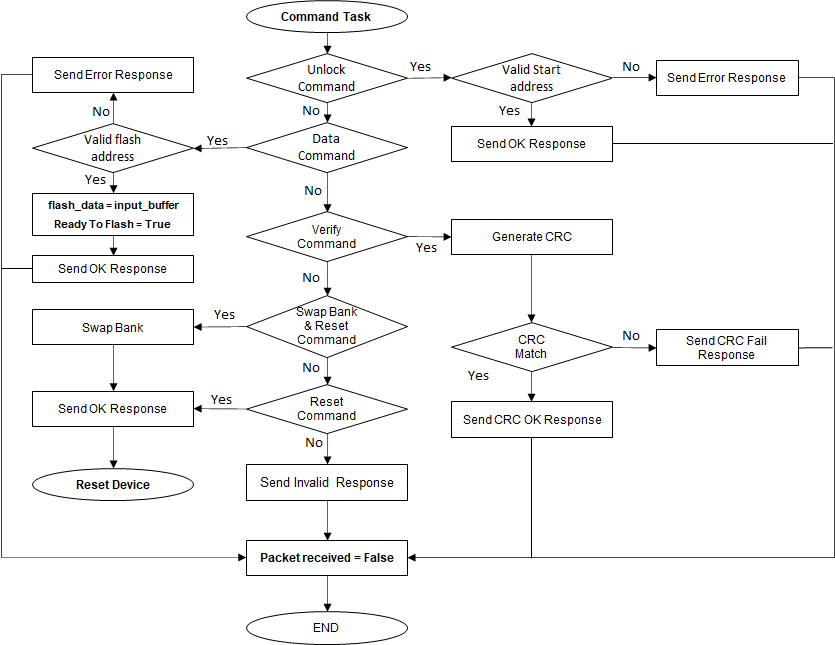 Command Task
Unlock
Command
Yes
Valid Start
address
No
Send Error Response
Yes
Send OK Response
No
Data
Command
Yes
Valid flash
address
No
Send Error Response
Yes
flash_data = input_buffer
Ready To Flash = True
Send OK Response
No
Verify
Command
Yes
Generate CRC
CRC
Match
No
Send CRC Fail
Response
Yes
Send CRC OK Response
No
Swap Bank
& Reset
Command
Yes
Swap Bank
No
Reset
Command
Yes
Send OK Response
Reset Device
No
Send Invalid Response
Packet received = False
END